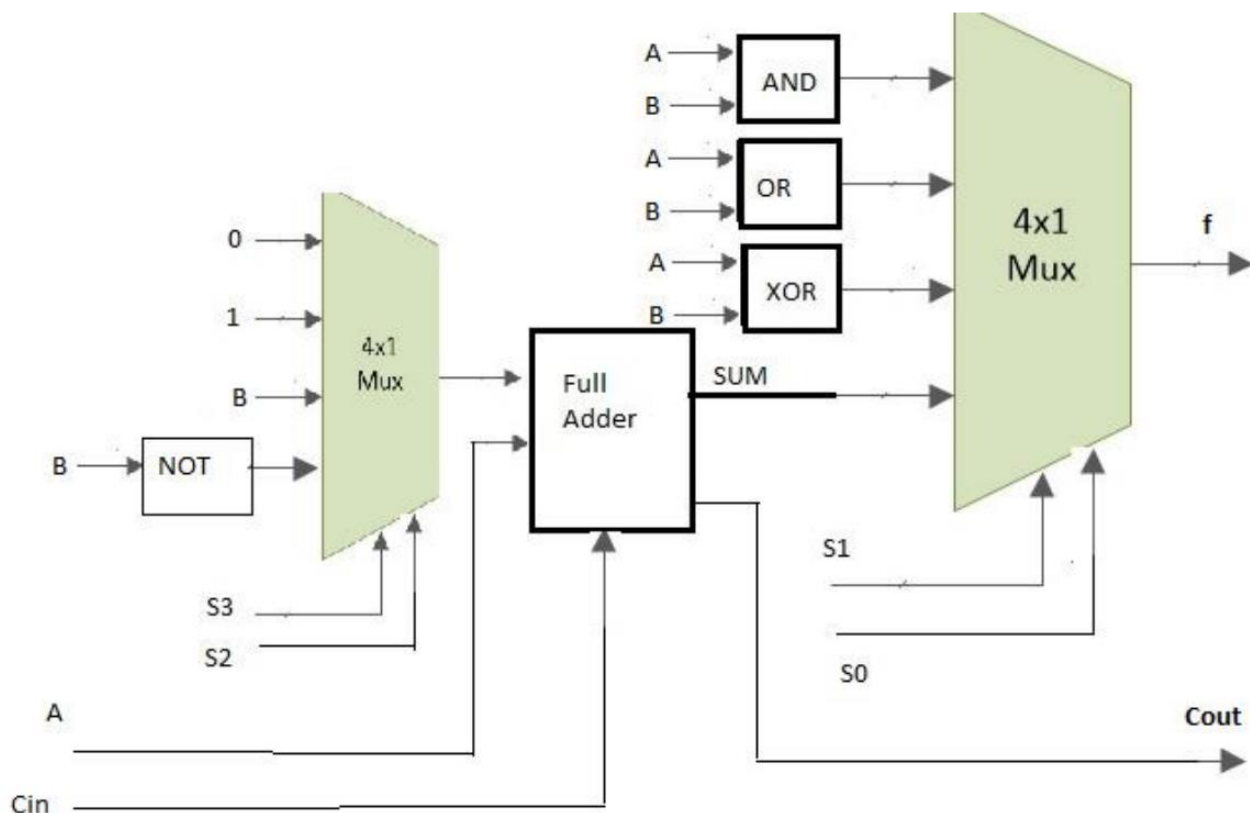 A
AND
B
A
OR
B
A
XOR
B
4x1
Mux
f
0
1
B
B
NOT
4x1
Mux
Full
Adder
SUM
S3
S2
S1
S0
A
Cin
Cout